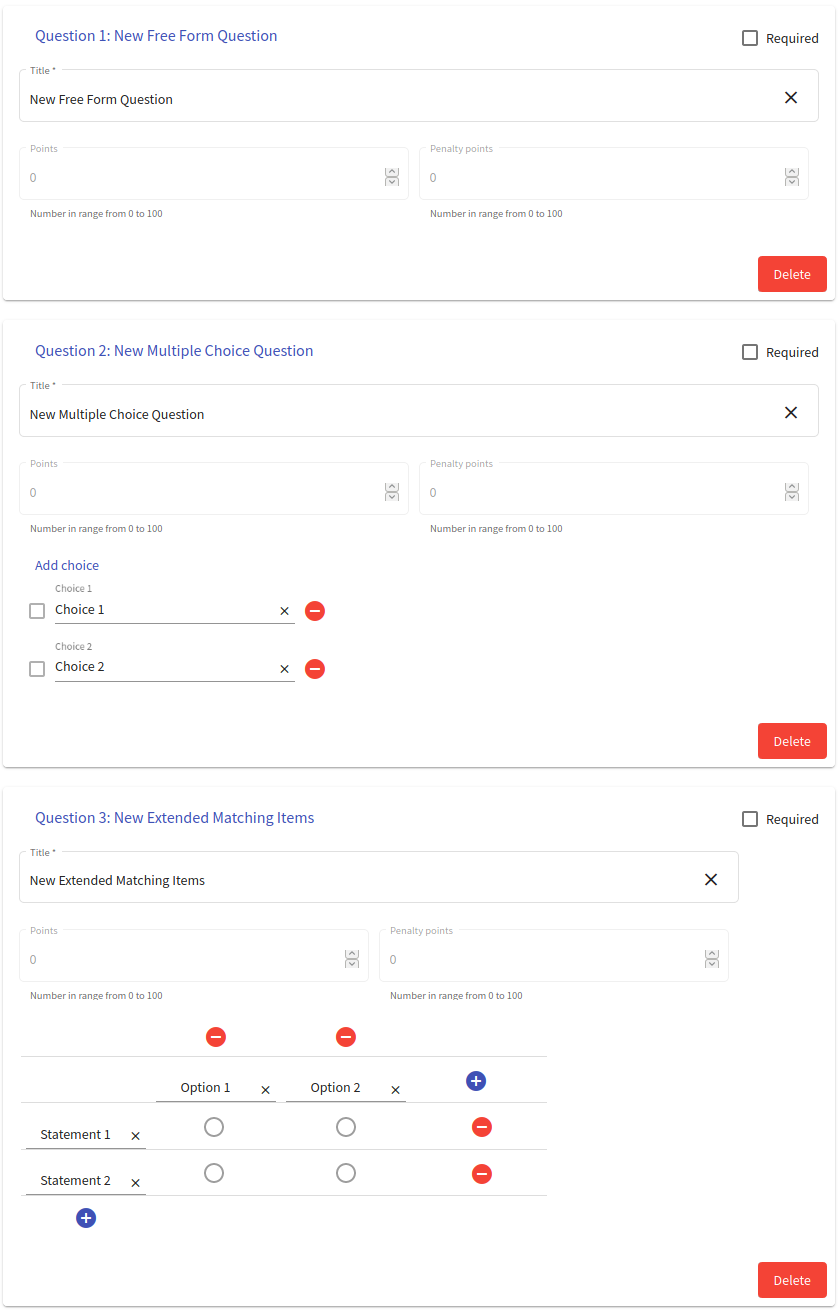 Question 1: New Free Form Question
Required
Title *
New Free Form Question
Points
Penalty points
0
0
Number in range from 0 to 100
Number in range from 0 to 100
Delete
Question 2: New Multiple Choice Question
Required
Title *
New Multiple Choice Question
Points
Penalty points
0
0
Number in range from 0 to 100
Number in range from 0 to 100
Add choice
Choice 1
Choice 1
Choice 2
Choice 2
Delete
Question 3: New Extended Matching Items
Required
Title *
New Extended Matching Items
Points
Penalty points
0
0
Number in range from 0 to 100
Number in range from 0 to 100
Option 1
Option 2
Statement 1
Statement 2
Delete